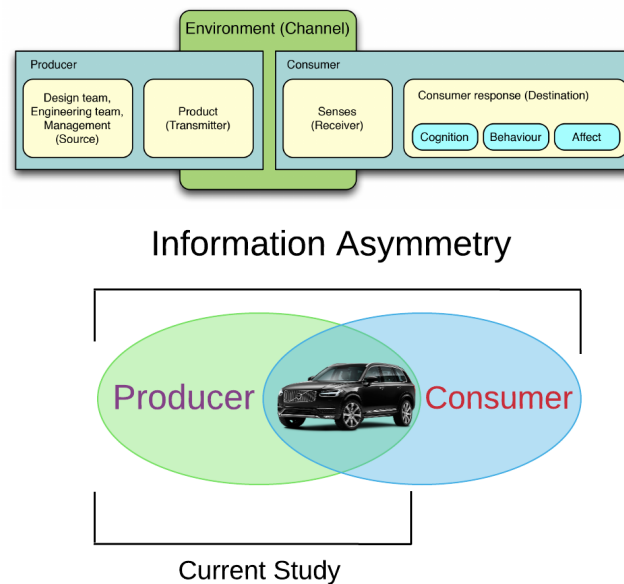 Environment (Channel)
Producer
Design team,
Engineering team,
Management
(Source)
Product
(Transmitter)
Consumer
Senses
(Receiver)
Consumer response (Destination)
Cognition
Behaviour
Affect
Information Asymmetry
Producer
Consumer
Current Study